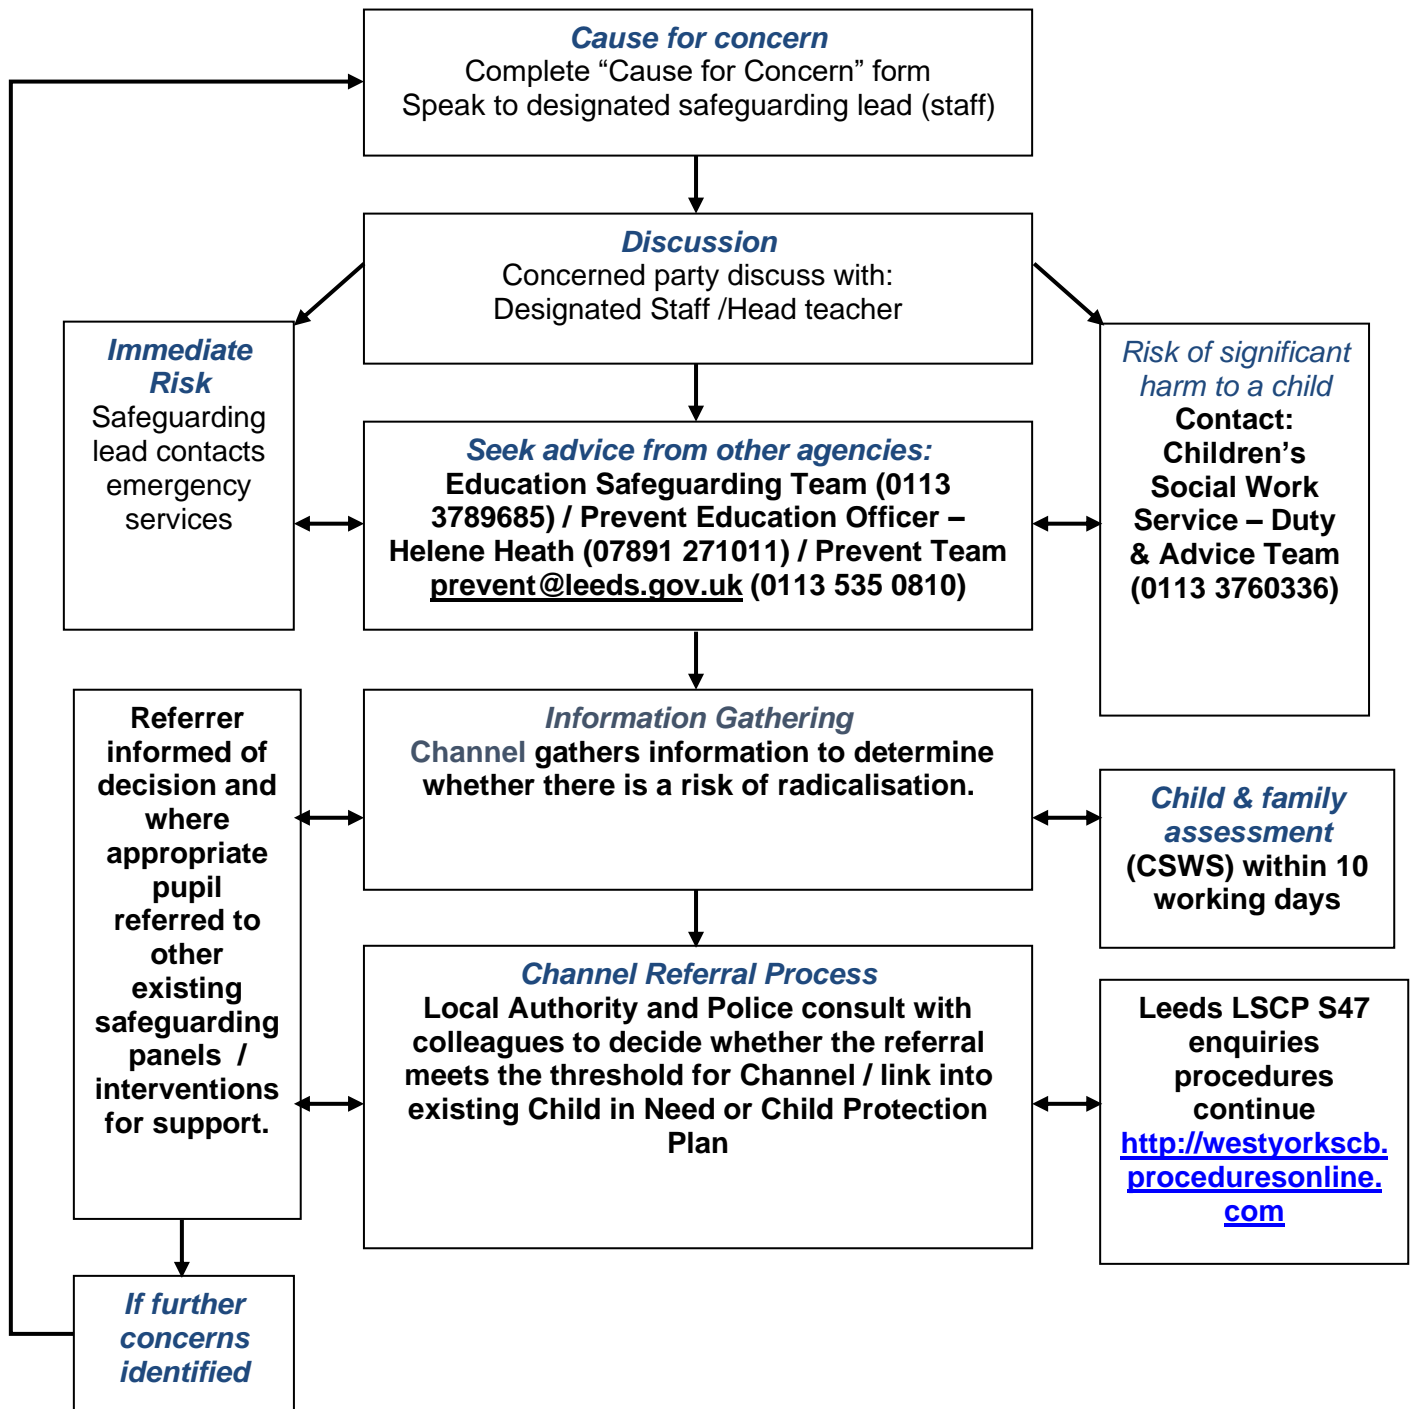 Cause for concern
Complete “Cause for Concern” form
Speak to designated safeguarding lead (staff)
Discussion
Concerned party discuss with:
Designated Staff /Head teacher
Immediate
Risk
Safeguarding
lead contacts
emergency
services
Seek advice from other agencies:
Education Safeguarding Team (0113
3789685) / Prevent Education Officer –
Helene Heath (07891 271011) / Prevent Team
prevent@leeds.gov.uk (0113 535 0810)
Risk of significant
harm to a child
Contact:
Children’s
Social Work
Service – Duty
& Advice Team
(0113 3760336)
Referrer
informed of
decision and
where
appropriate
pupil
referred to
other
existing
safeguarding
panels  /
interventions
for support.
Information Gathering
Channel gathers information to determine
whether there is a risk of radicalisation.
Child & family
assessment
(CSWS) within 10
working days
Channel Referral Process
Local Authority and Police consult with
colleagues to decide whether the referral
meets the threshold for Channel / link into
existing Child in Need or Child Protection
Plan
Leeds LSCP S47
enquiries
procedures
continue
http://westyorkscb.
proceduresonline.
com
If further
concerns
identified